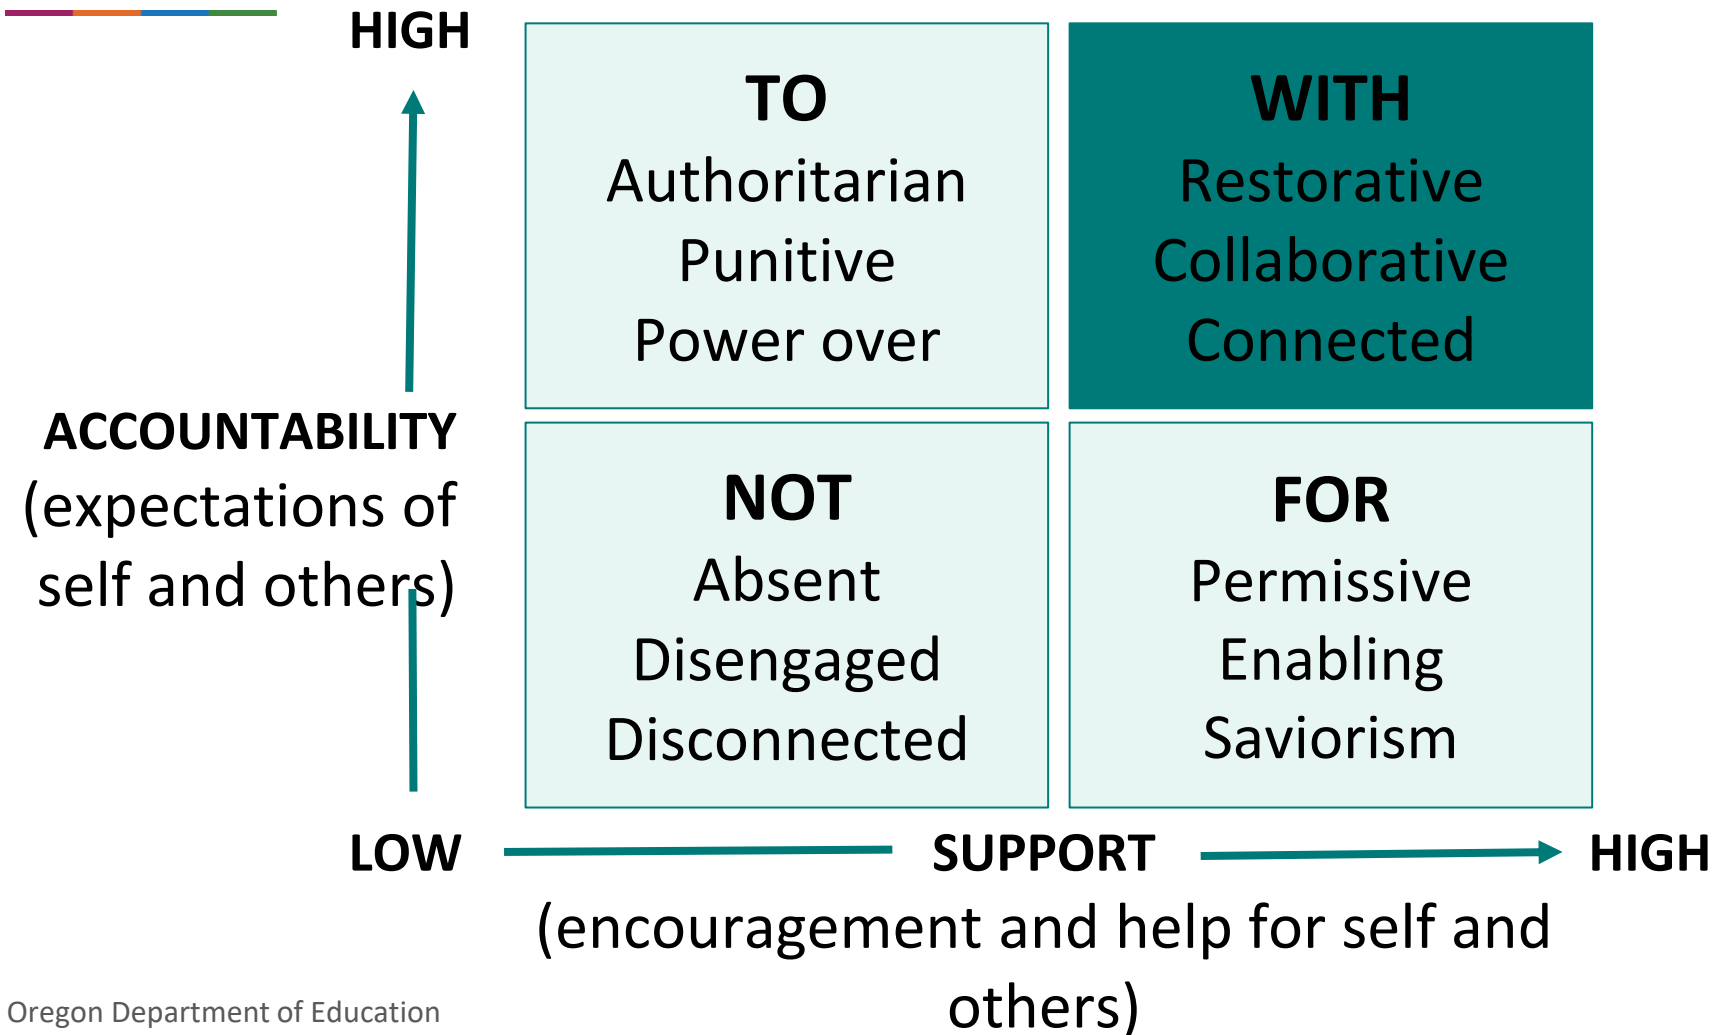 HIGH
TO
Authoritarian
Punitive
Power over
WITH
Restorative
Collaborative
Connected
ACCOUNTABILITY
(expectations of
self and others)
NOT
Absent
Disengaged
Disconnected
FOR
Permissive
Enabling
Saviorism
LOW
SUPPORT
HIGH
(encouragement and help for self and
others)
Oregon Department of Education